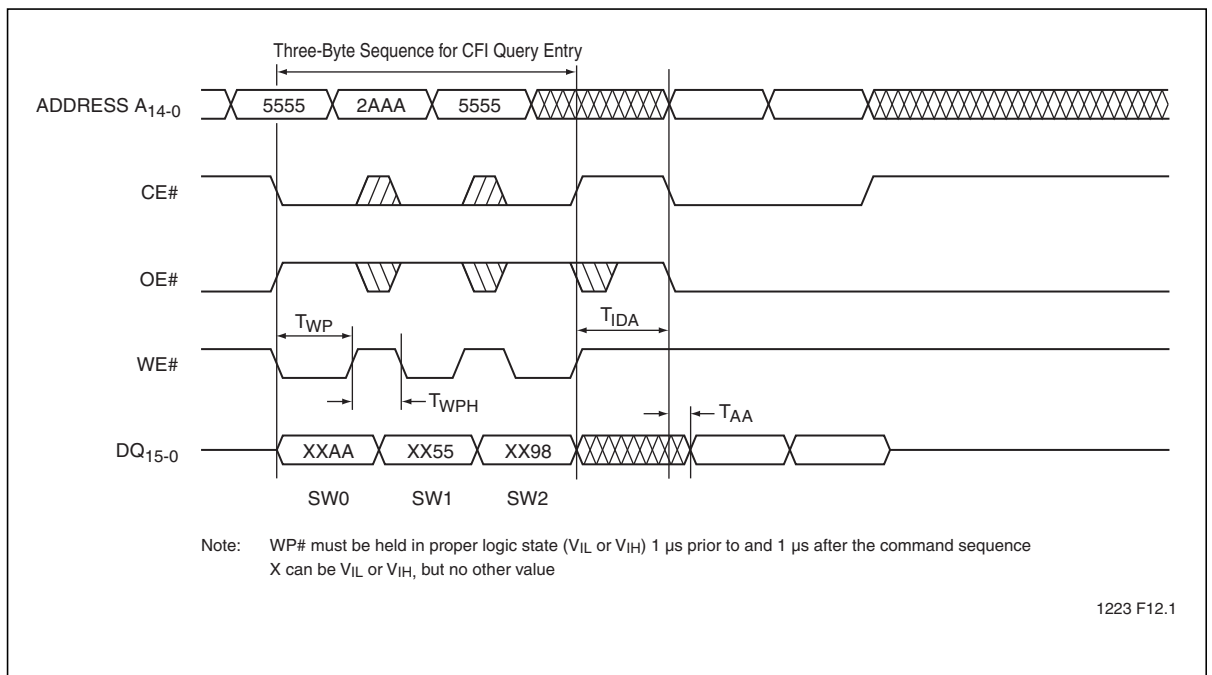 Three-Byte Sequence for CFI Query Entry
ADDRESS A14-0
5555 2AAA 5555
CE#
OE#
TWP
TIDA
WE#
TWPH
TAA
DQ15-0
XXAA XX55 XX98
SW0 SW1 SW2
Note: WP# must be held in proper logic state (VIL or VIH) 1 µs prior to and 1 µs after the command sequence
X can be VIL or VIH, but no other value
1223 F12.1